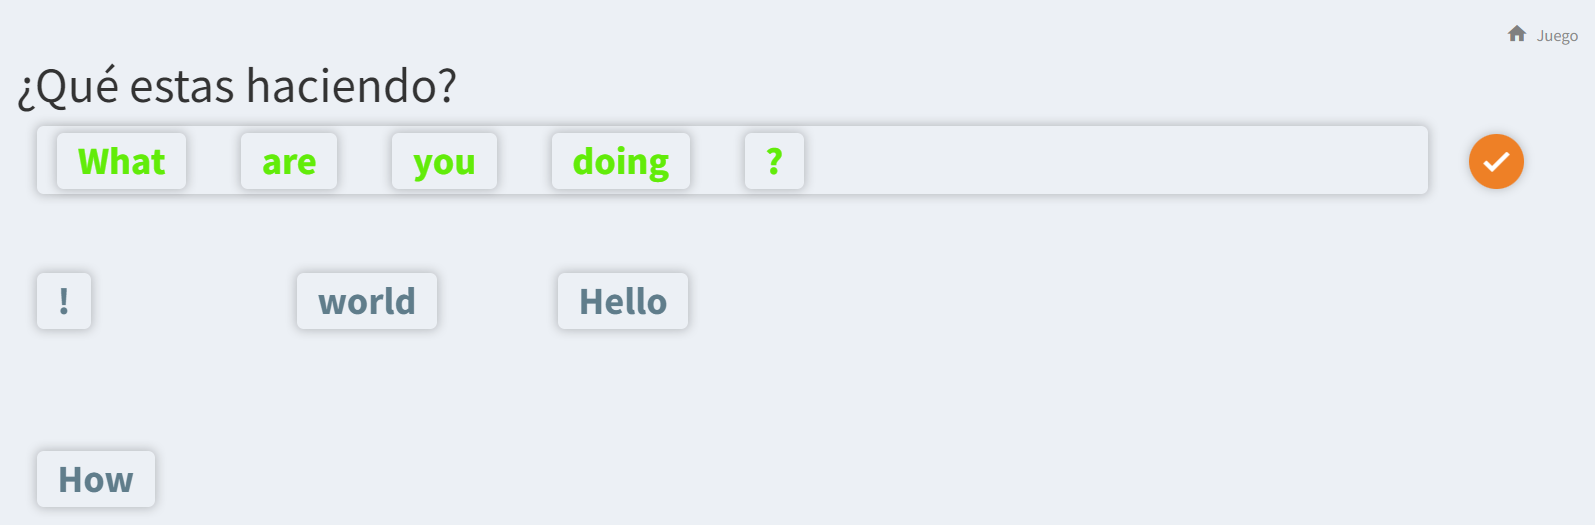 Juego
¿Qué estas haciendo?
What are you doing ?
! world Hello
How